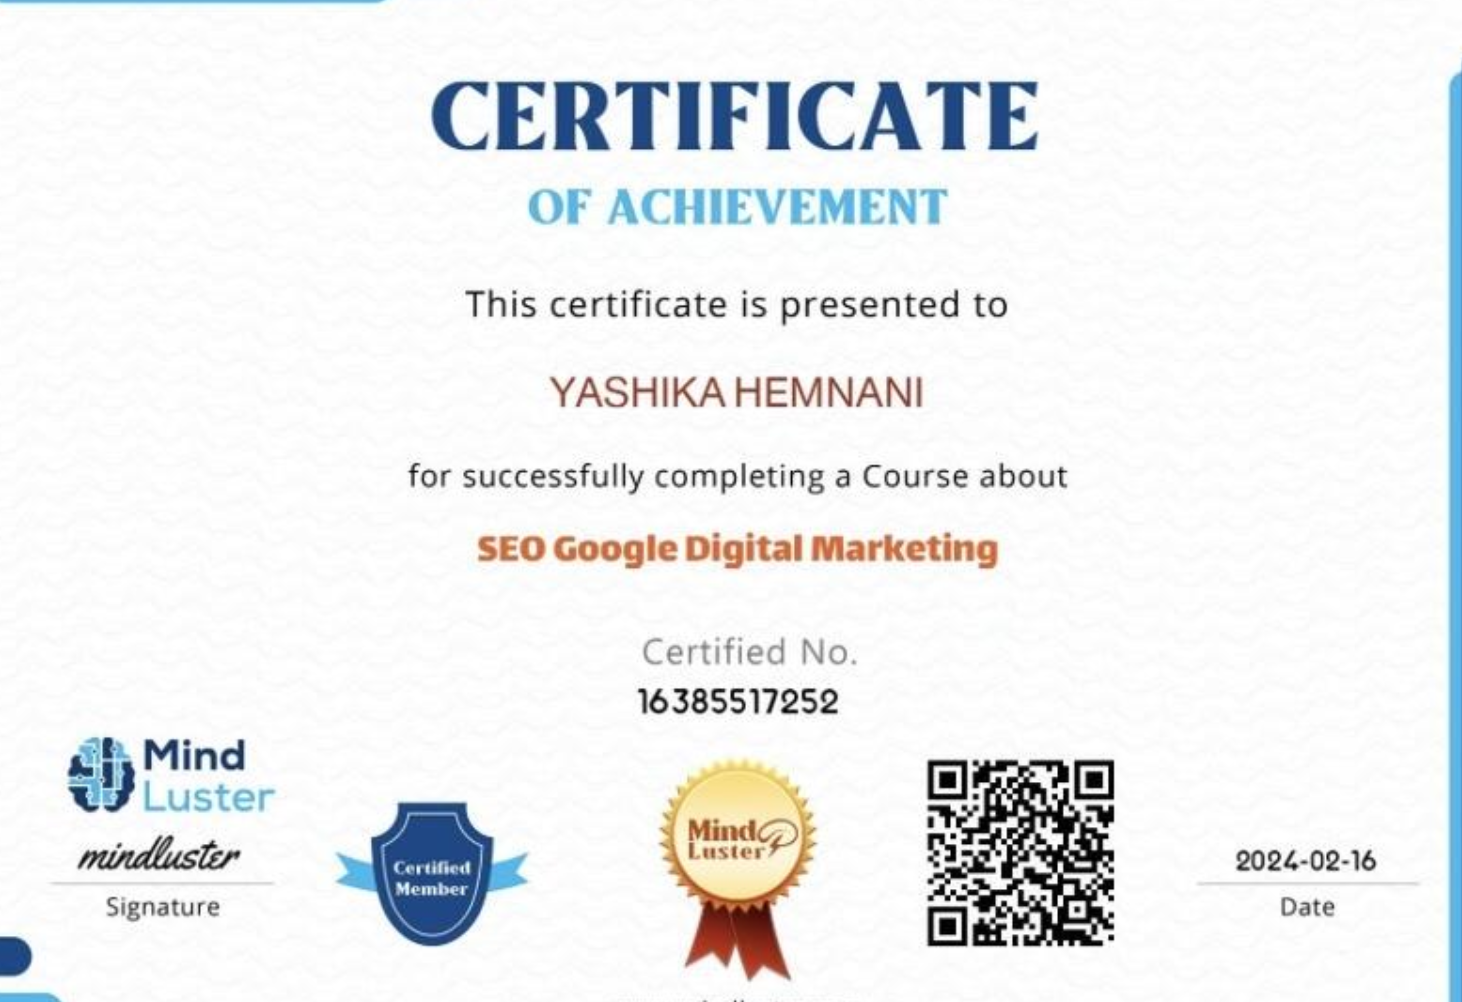 CERTIFICATE
OF ACHIEVEMENT
This certificate is presented to
YASHIKA HEMNANI
for successfully completing a Course about
SEO Google Digital Marketing
Certified No.
16385517252
Mind
Luster
mindluster
Signature
Certified
Member
Mind
Luster
2024-02-16
Date